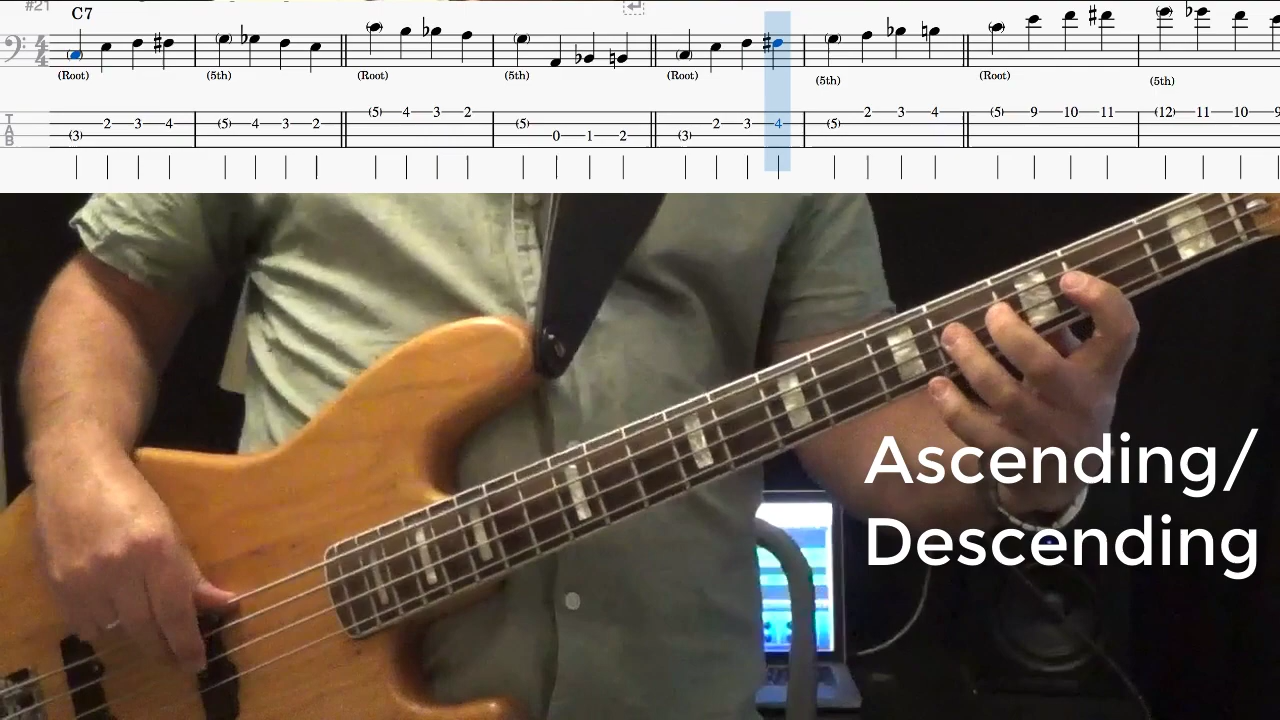 #21
C7
4
4
(Root) (5th) (Root) (5th) (Root) (5th) (Root) (5th)
T
A
B
(5) 4 3 2 2 3 4 (12) 11 10 9
(5) 9 10 11
2 3 4 (5) 4 3 2 (5) 2 3 4
(3) 0 1 2 (3) (5)
Ascending/
Descending